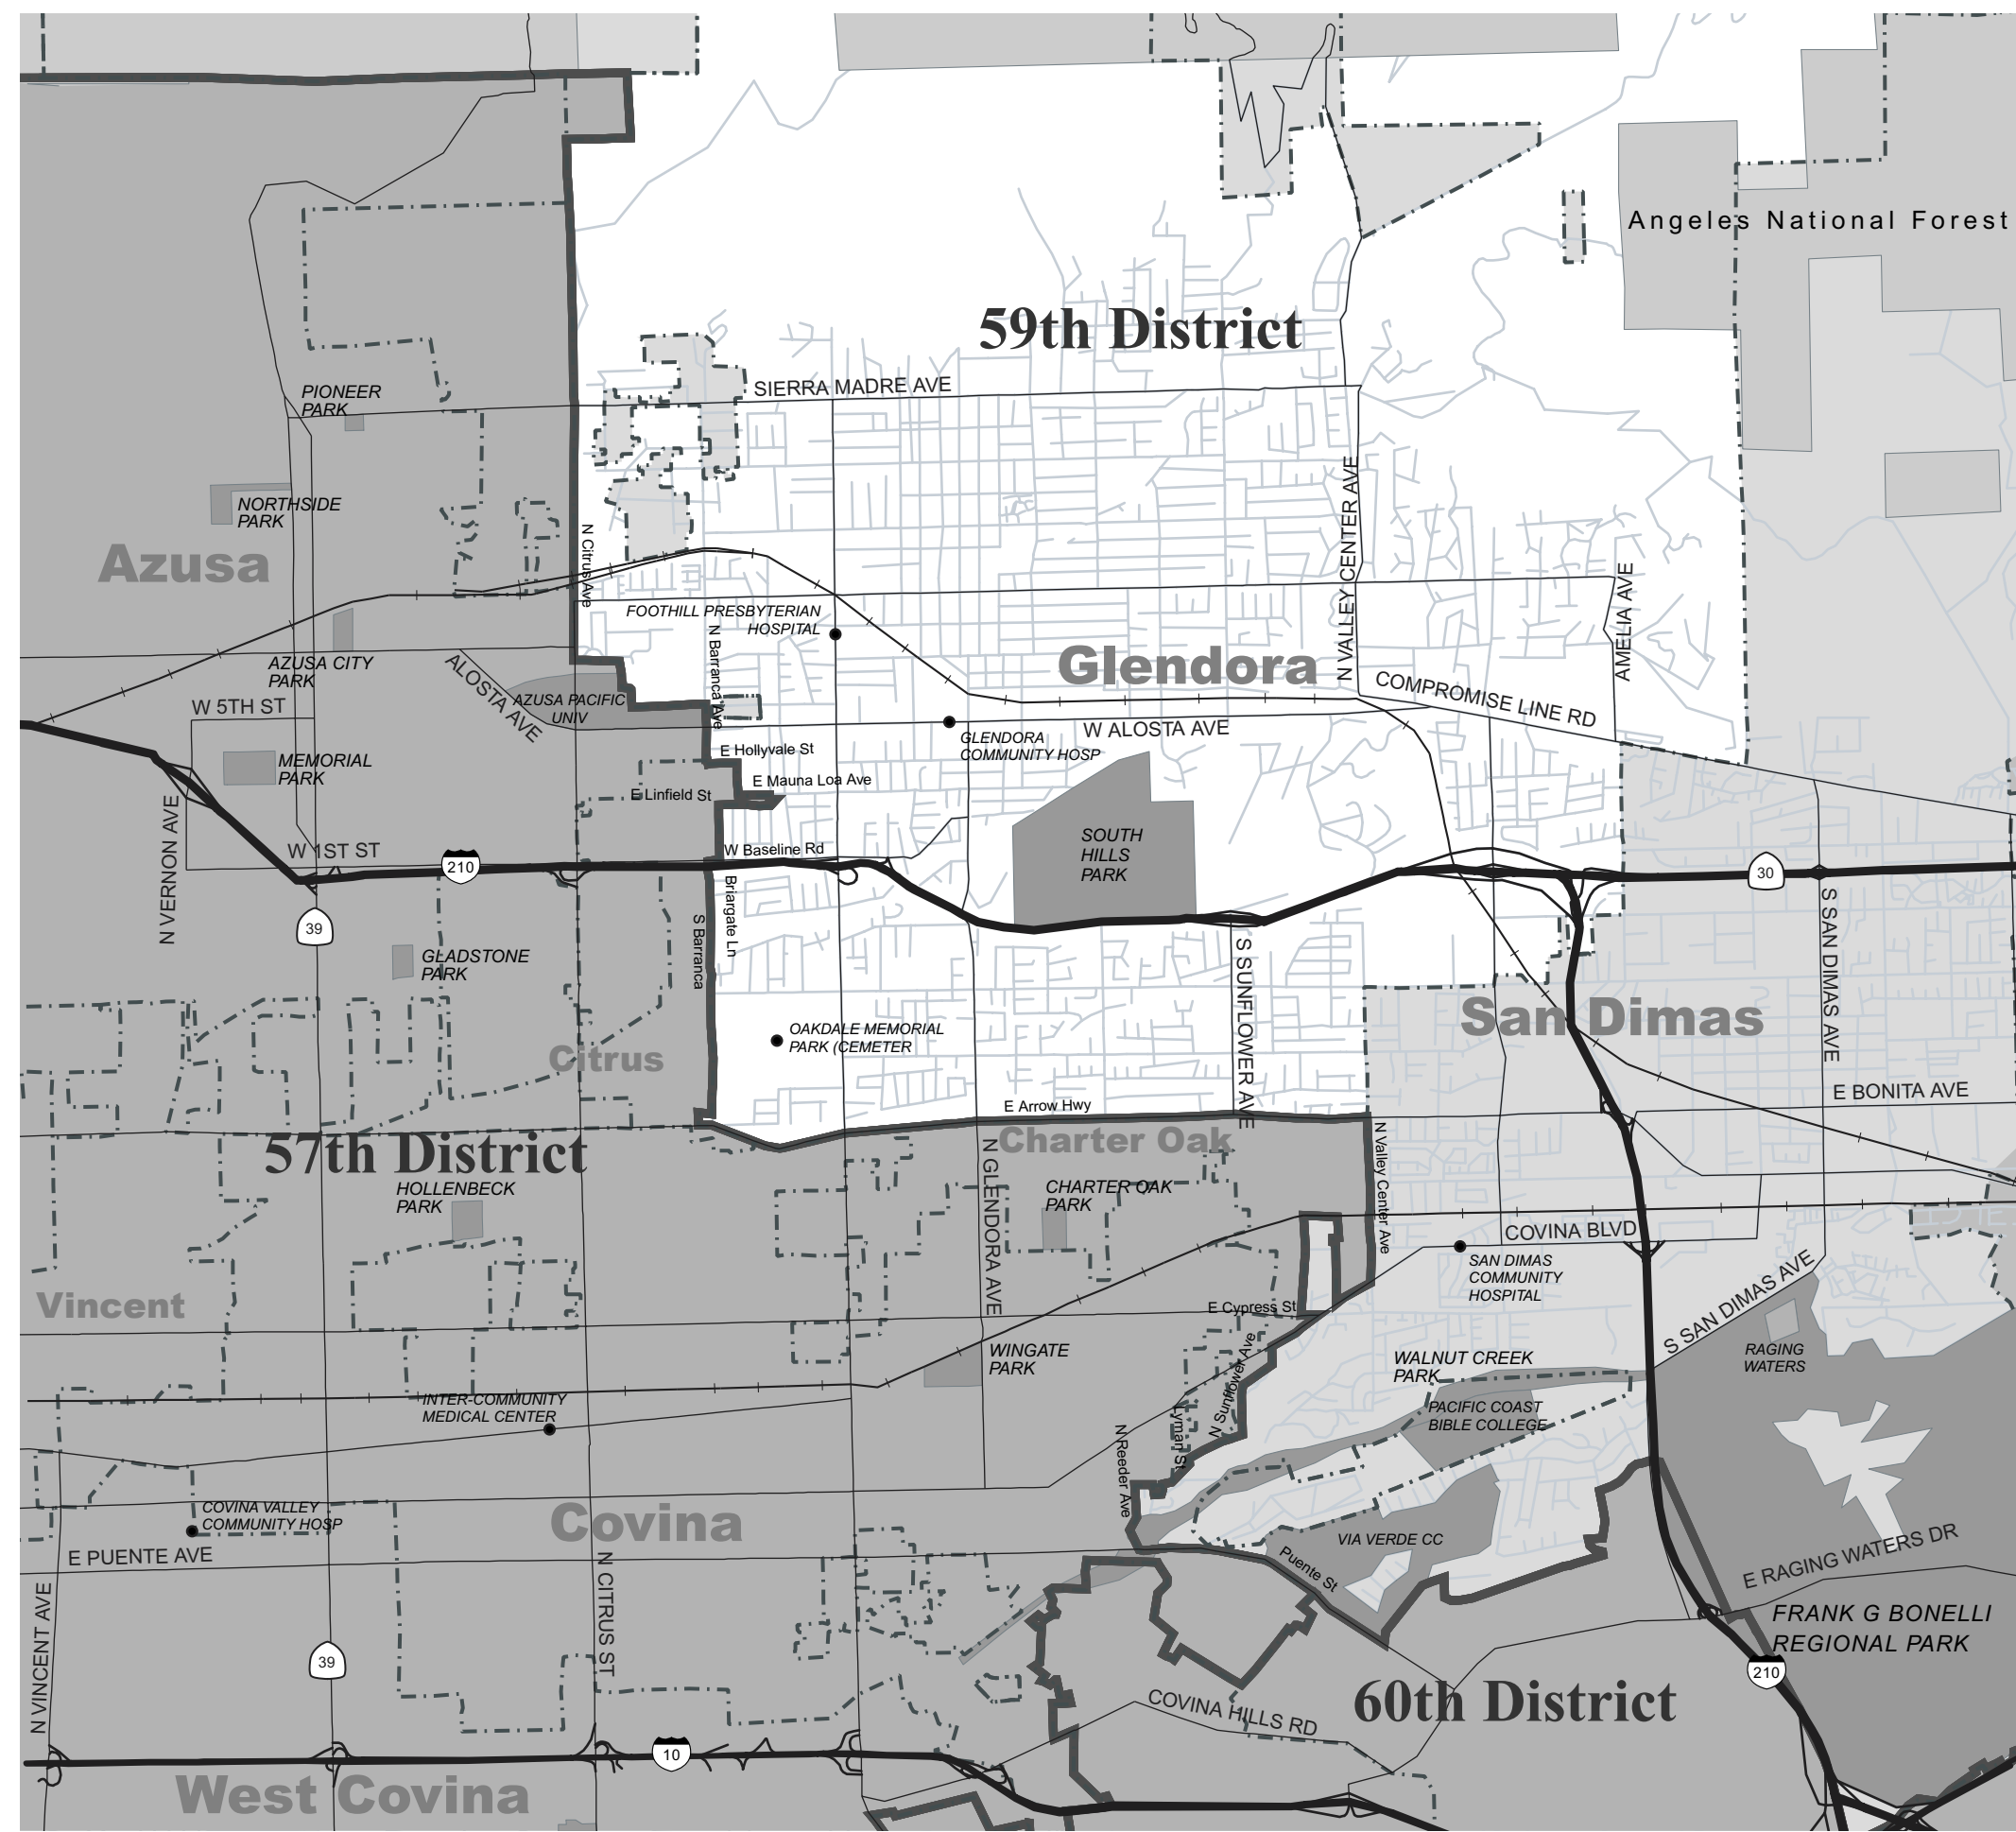 Angeles National Forest
59th District
SIERRA MADRE AVE
PIONEER
PARK
NORTHSIDE
PARK
Azusa
N Citrus Ave
N VALLEY CENTER AVE
AMELIA AVE
FOOTHILL PRESBYTERIAN
HOSPITAL
N Barranca Ave
Glendora
AZUSA CITY
PARK
ALOSTA AVE
AZUSA PACIFIC
UNIV
COMPROMISE LINE RD
W 5TH ST
W ALOSTA AVE
GLENDORA
COMMUNITY HOSP
E Hollyvale St
MEMORIAL
PARK
E Mauna Loa Ave
E Linfield St
N VERNON AVE
SOUTH
HILLS
PARK
W 1ST ST
W Baseline Rd
210
30
39
Briargate Ln
S Barranca
S SUNFLOWER AVE
S SAN DIMAS AVE
GLADSTONE
PARK
San Dimas
OAKDALE MEMORIAL
PARK (CEMETER
Citrus
E BONITA AVE
E Arrow Hwy
Charter Oak
57th District
N GLENDORA AVE
N Valley Center Ave
HOLLENBECK
PARK
CHARTER OAK
PARK
COVINA BLVD
SAN DIMAS
COMMUNITY
HOSPITAL
S SAN DIMAS AVE
Vincent
E Cypress St
RAGING
WATERS
WINGATE
PARK
N Sunflower Ave
WALNUT CREEK
PARK
PACIFIC COAST
BIBLE COLLEGE
INTER-COMMUNITY
MEDICAL CENTER
Lyman St
N Reeder Ave
COVINA VALLEY
COMMUNITY HOSP
Covina
VIA VERDE CC
E PUENTE AVE
Puente St
E RAGING WATERS DR
N VINCENT AVE
N CITRUS ST
FRANK G BONELLI
REGIONAL PARK
39
210
60th District
COVINA HILLS RD
10
West Covina